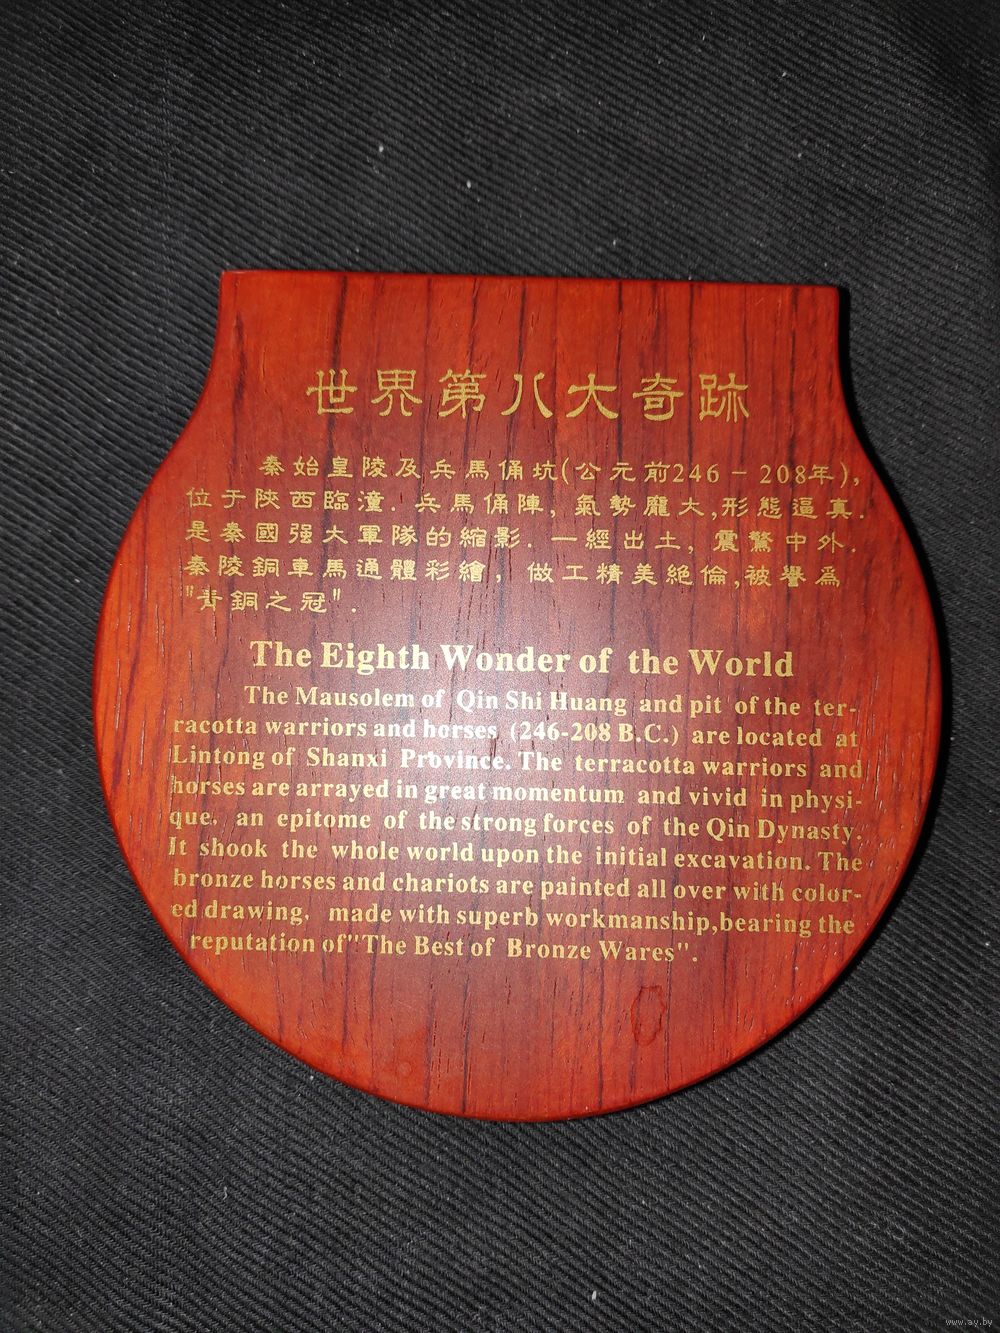 世界第八大奇跡
秦始皇陵及兵馬俑坑(公元前246－208年),
位于陝西臨潼.兵馬俑陣,氣勢龐大,形態逼真.
是秦國强大軍隊的縮影.一經出土,震驚中外.
秦陵銅車馬通體彩繪,做工精美絶倫,被譽爲
"青銅之冠".
The Eighth Wonder of the World
The Mausolem of Qin Shi Huang and pit of the ter-
racotta warriors and horses (246-208 B.C.) are located at
Lintong of Shanxi Province. The terracotta warriors and
horses are arrayed in great momentum and vivid in physi-
que. an epitome of the strong forces of the Qin Dynasty.
It shook the whole world upon the initial excavation. The
bronze horses and chariots are painted all over with color-
ed drawing, made with superb workmanship,bearing the
reputation of "The Best of Bronze Wares".
www.ay.by